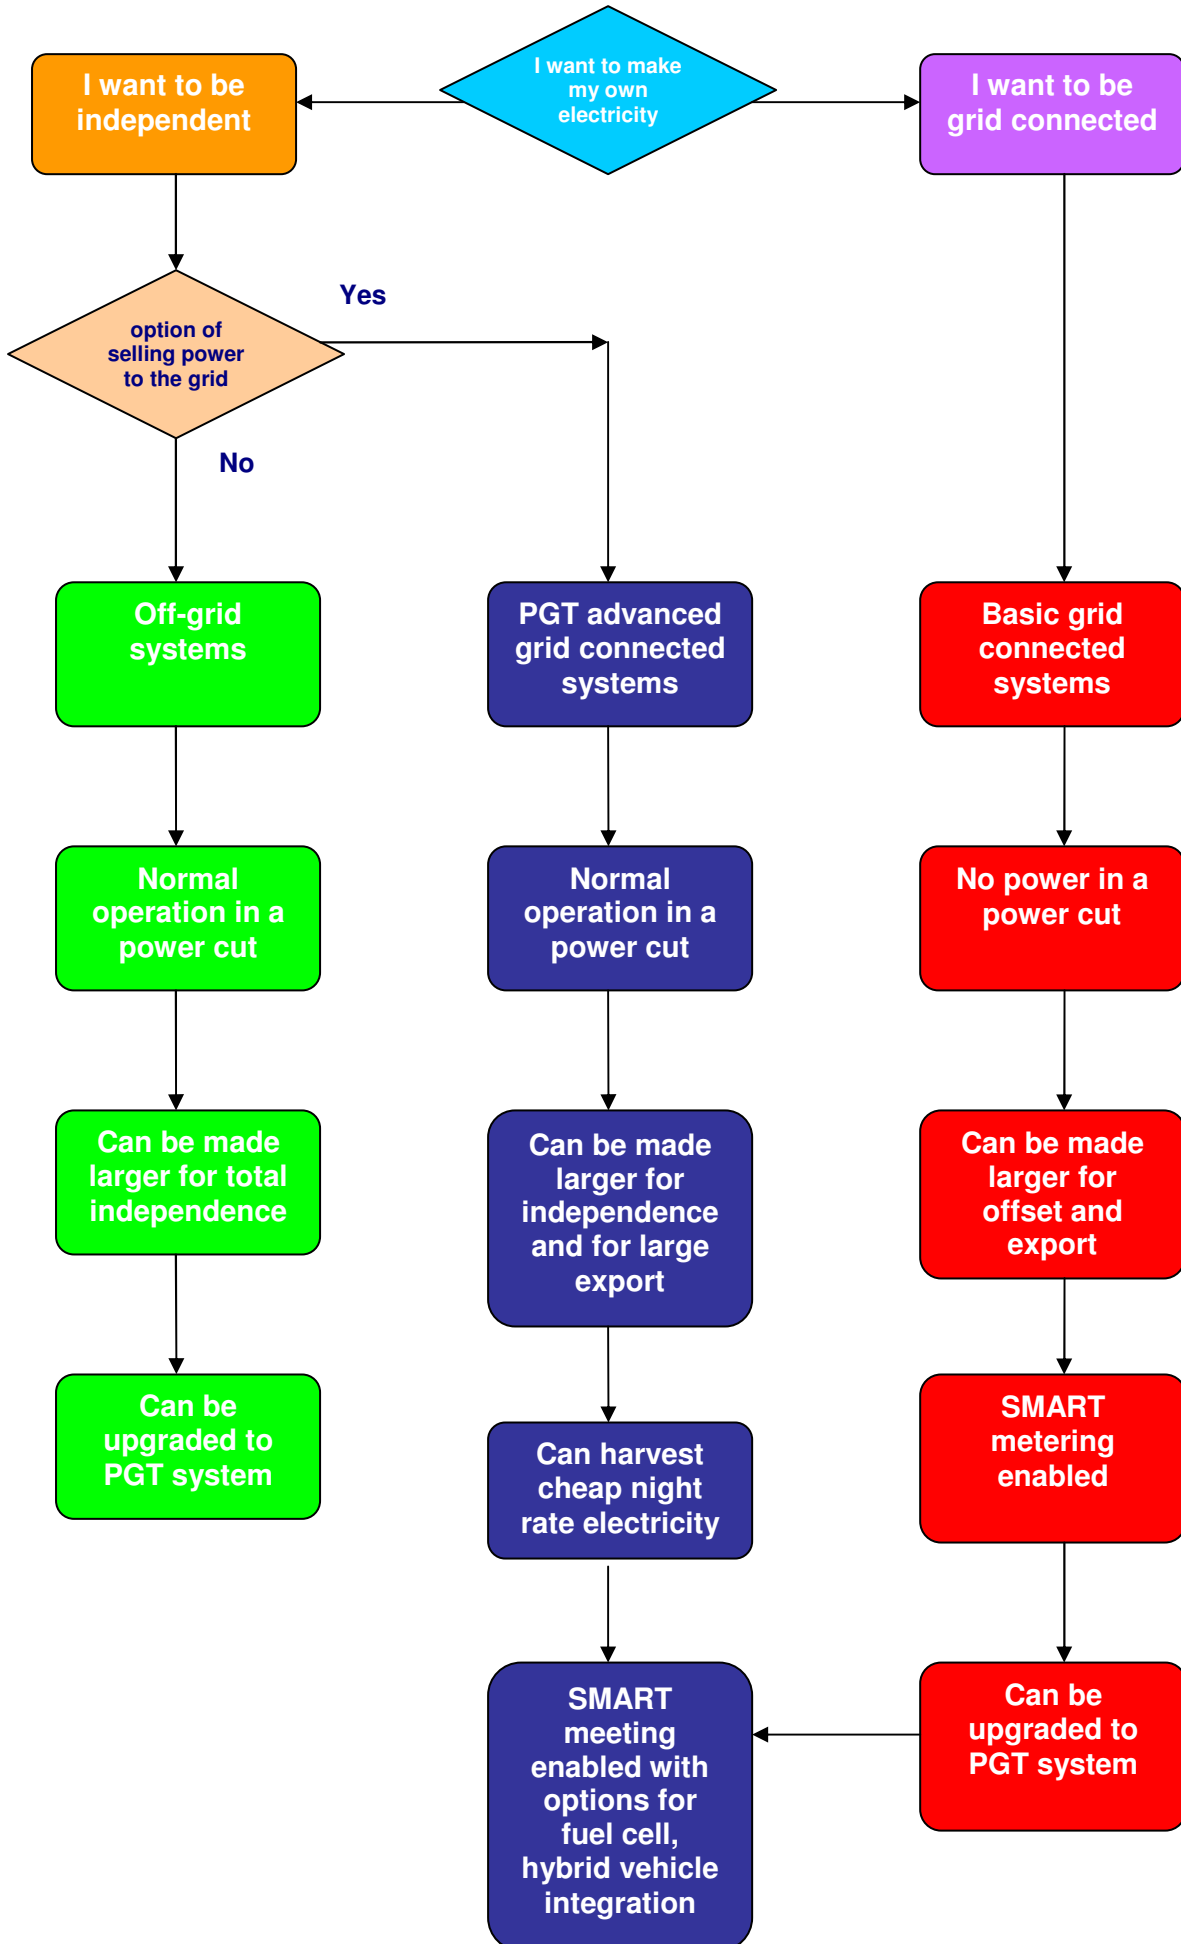 I want to make
my own
electricity
I want to be
independent
I want to be
grid connected
Yes
option of
selling power
to the grid
No
Off-grid
systems
PGT advanced
grid connected
systems
Basic grid
connected
systems
Normal
operation in a
power cut
Normal
operation in a
power cut
No power in a
power cut
Can be made
larger for total
independence
Can be made
larger for
independence
and for large
export
Can be made
larger for
offset and
export
Can be
upgraded to
PGT system
Can harvest
cheap night
rate electricity
SMART
metering
enabled
SMART
meeting
enabled with
options for
fuel cell,
hybrid vehicle
integration
Can be
upgraded to
PGT system